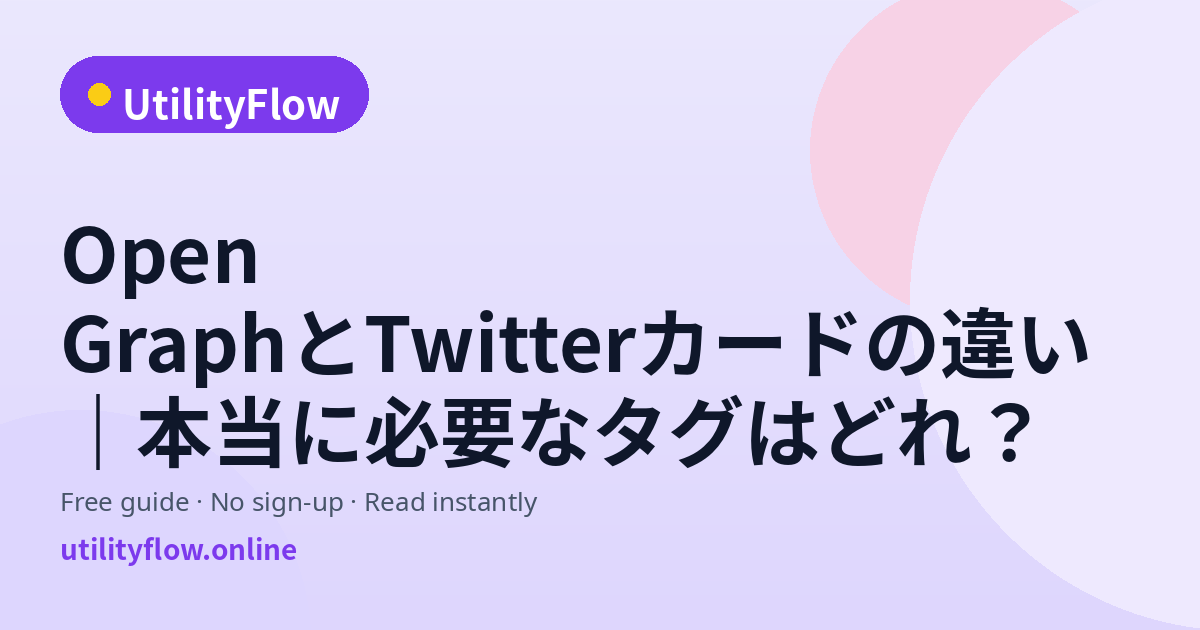 UtilityFlow
Open
GraphとTwitterカードの違い
｜本当に必要なタグはどれ？
Free guide · No sign-up · Read instantly
utilityflow.online